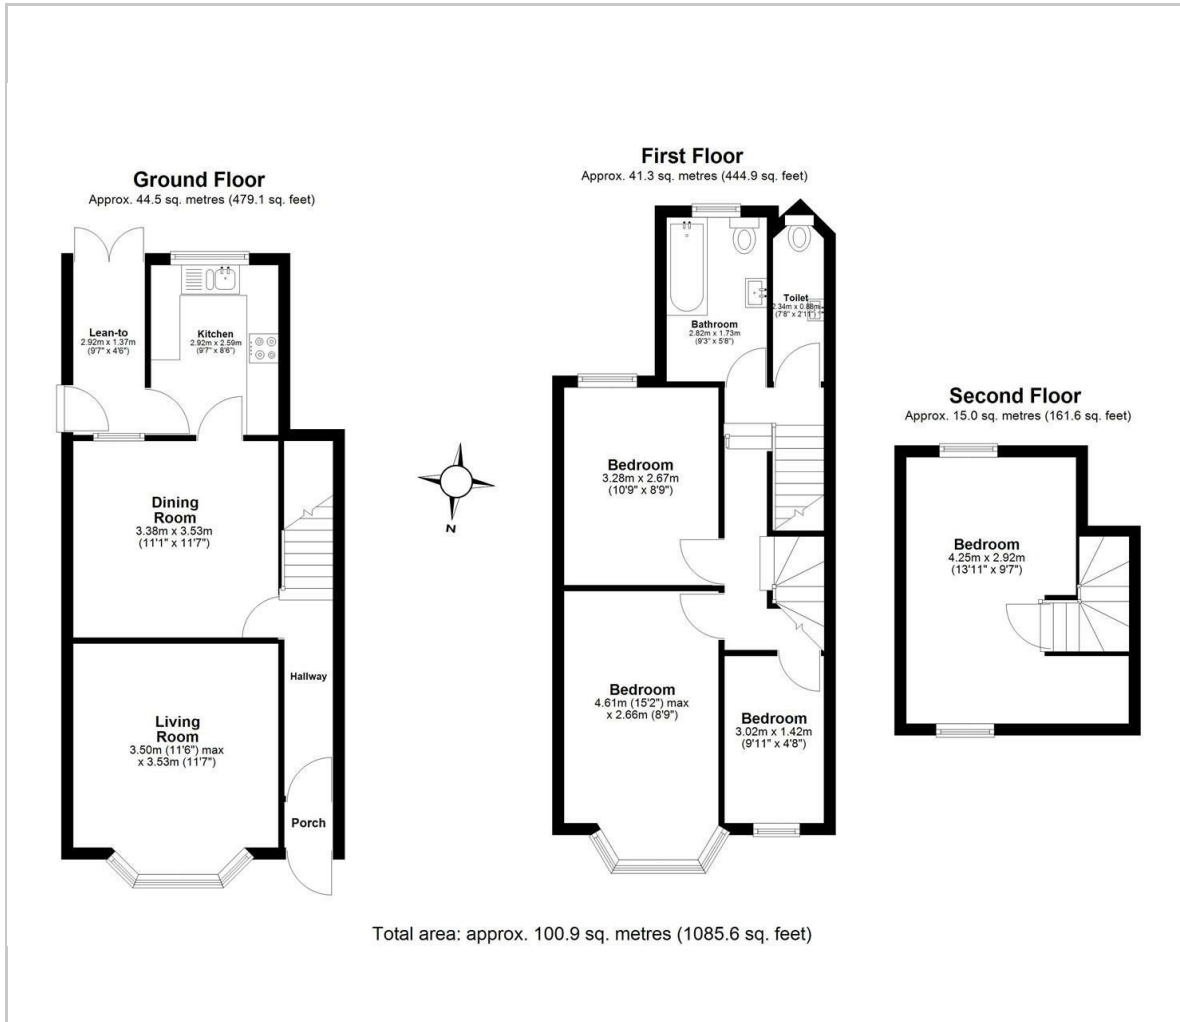 Ground Floor
Approx. 44.5 sq. metres (479.1 sq. feet)
Lean-to
2.92m x 1.37m
(9'7" x 4'6")
Kitchen
2.92m x 2.59m
(9'7" x 8'6")
Dining
Room
3.38m x 3.53m
(11'1" x 11'7")
Hallway
Living
Room
3.50m (11'6") max
x 3.53m (11'7")
Porch
N
First Floor
Approx. 41.3 sq. metres (444.9 sq. feet)
Bathroom
2.82m x 1.73m
(9'3" x 5'8")
Toilet
2.34m x 0.88m
(7'8" x 2'11")
Bedroom
3.28m x 2.67m
(10'9" x 8'9")
Bedroom
4.61m (15'2") max
x 2.66m (8'9")
Bedroom
3.02m x 1.42m
(9'11" x 4'8")
Second Floor
Approx. 15.0 sq. metres (161.6 sq. feet)
Bedroom
4.25m x 2.92m
(13'11" x 9'7")
Total area: approx. 100.9 sq. metres (1085.6 sq. feet)